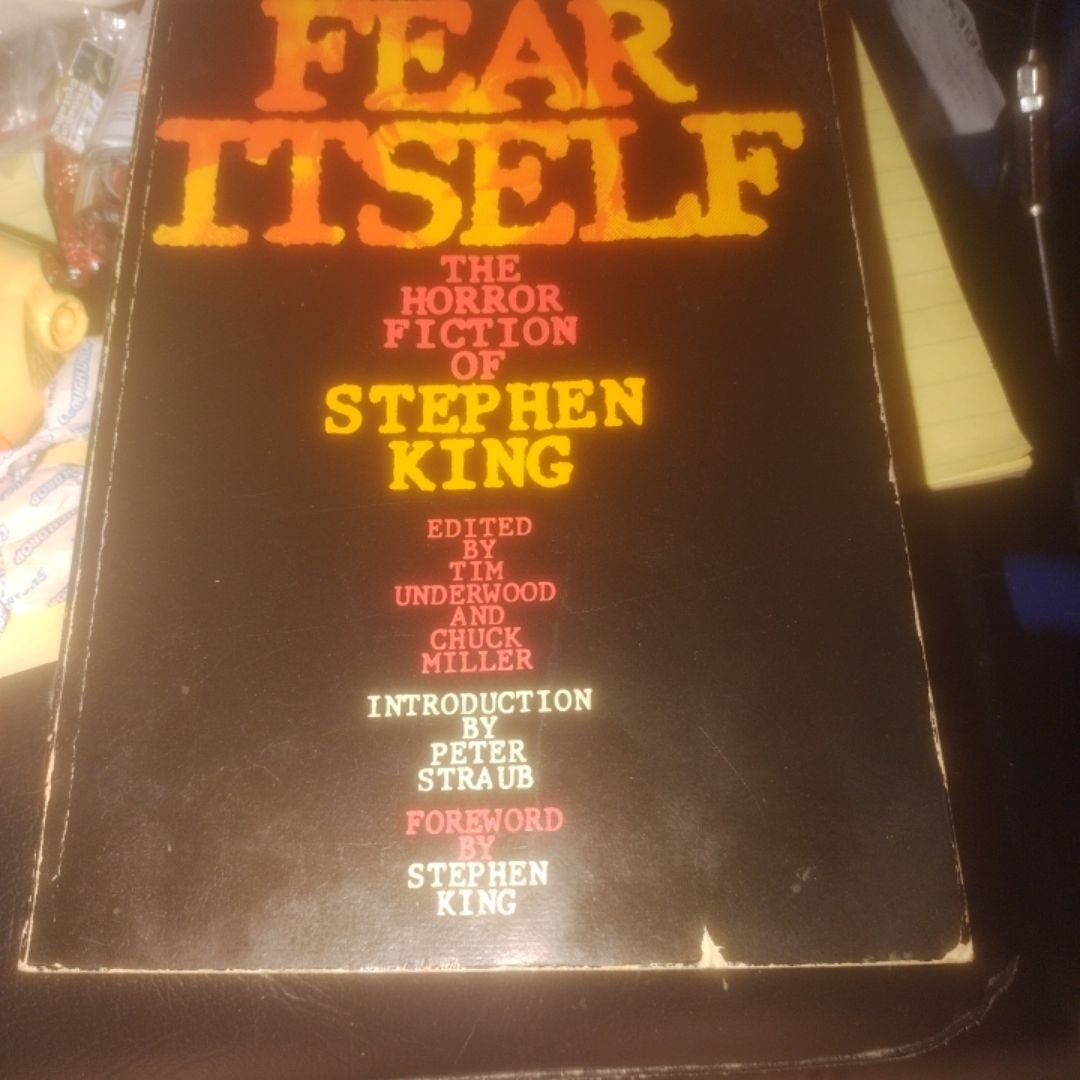 FEAR
ITSELF
THE
HORROR
FICTION
OF
STEPHEN
KING
EDITED
BY
TIM
UNDERWOOD
AND
CHUCK
MILLER
INTRODUCTION
BY
PETER
STRAUB
FOREWORD
BY
STEPHEN
KING